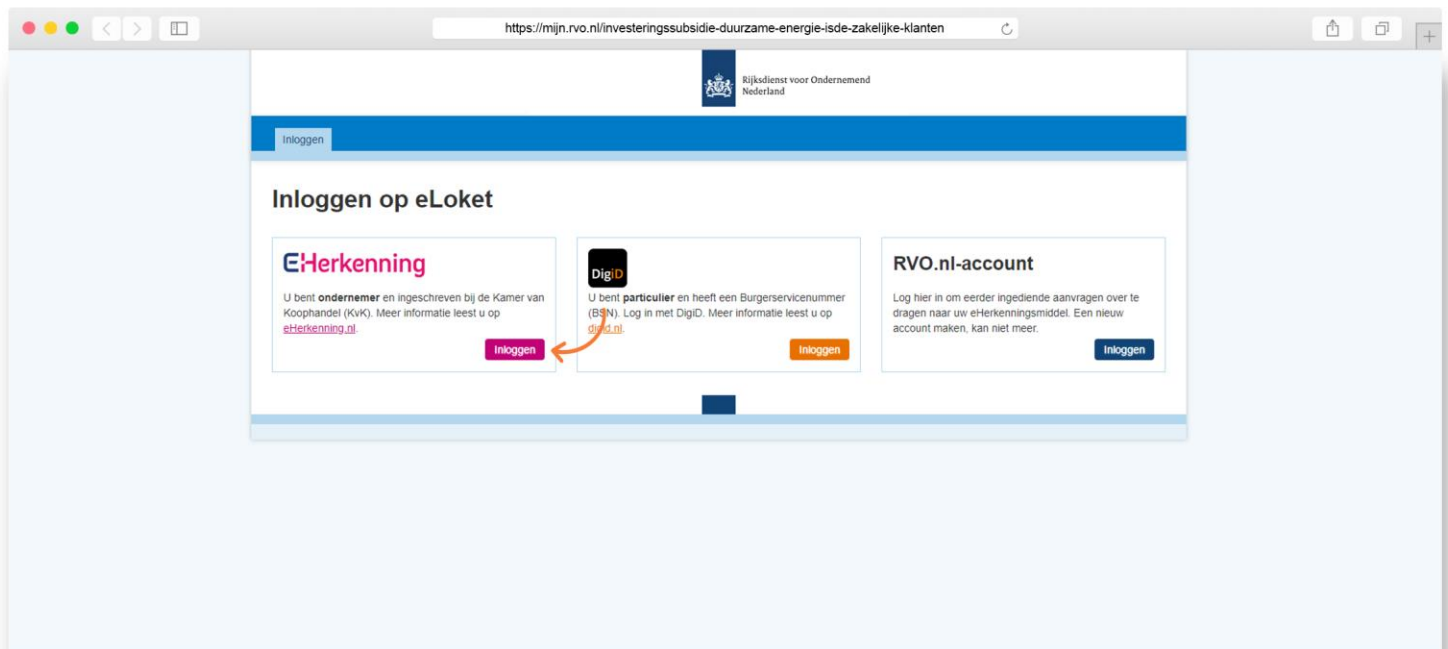 https://mijn.rvo.nl/investeringssubsidie-duurzame-energie-isde-zakelijke-klanten
Rijksdienst voor Ondernemend
Nederland
Inloggen
Inloggen op eLoket
eHerkenning
U bent ondernemer en ingeschreven bij de Kamer van
Koophandel (KvK). Meer informatie leest u op
eHerkenning.nl.
Inloggen
DigiD
U bent particulier en heeft een Burgerservicenummer
(BSN). Log in met DigiD. Meer informatie leest u op
digid.nl.
Inloggen
RVO.nl-account
Log hier in om eerder ingediende aanvragen over te
dragen naar uw eHerkenningsmiddel. Een nieuw
account maken, kan niet meer.
Inloggen